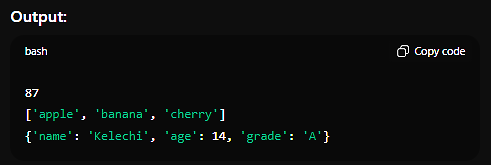 Output:
bash
Copy code
87
['apple', 'banana', 'cherry']
{'name': 'Kelechi', 'age': 14, 'grade': 'A'}